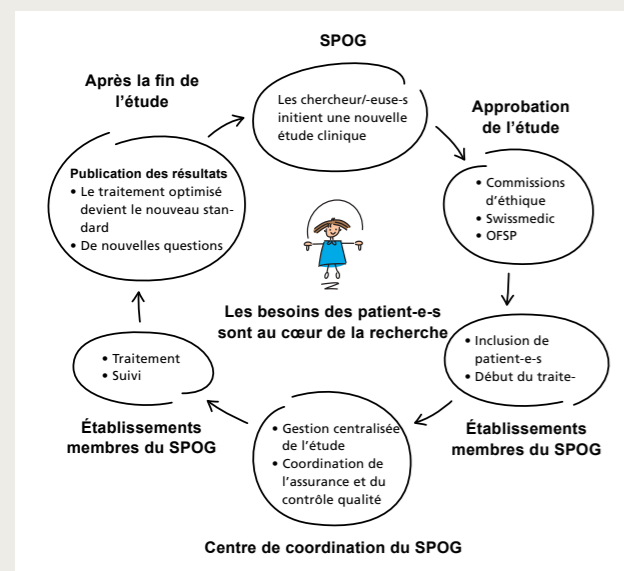 SPOG
Les chercheur/-euse-s
initient une nouvelle
étude clinique
Approbation
de l’étude
• Commissions
d’éthique
• Swissmedic
• OFSP
• Inclusion de
patient-e-s
• Début du traite-
Établissements
membres du SPOG
• Gestion centralisée
de l’étude
• Coordination de
l’assurance et du
contrôle qualité
Centre de coordination du SPOG
• Traitement
• Suivi
Établissements
membres du SPOG
Après la fin de
l’étude
Publication des résultats
• Le traitement optimisé
devient le nouveau stan-
dard
• De nouvelles questions
Les besoins des patient-e-s
sont au cœur de la recherche